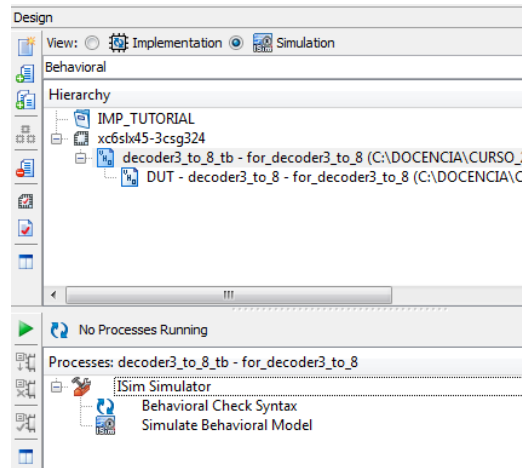 Design
View: Implementation Simulation
Behavioral
Hierarchy
IMP_TUTORIAL
xc6slx45-3csg324
decoder3_to_8_tb - for_decoder3_to_8 (C:\DOCENCIA\CURSO_
DUT - decoder3_to_8 - for_decoder3_to_8 (C:\DOCENCIA\C
No Processes Running
Processes: decoder3_to_8_tb - for_decoder3_to_8
ISim Simulator
Behavioral Check Syntax
Simulate Behavioral Model